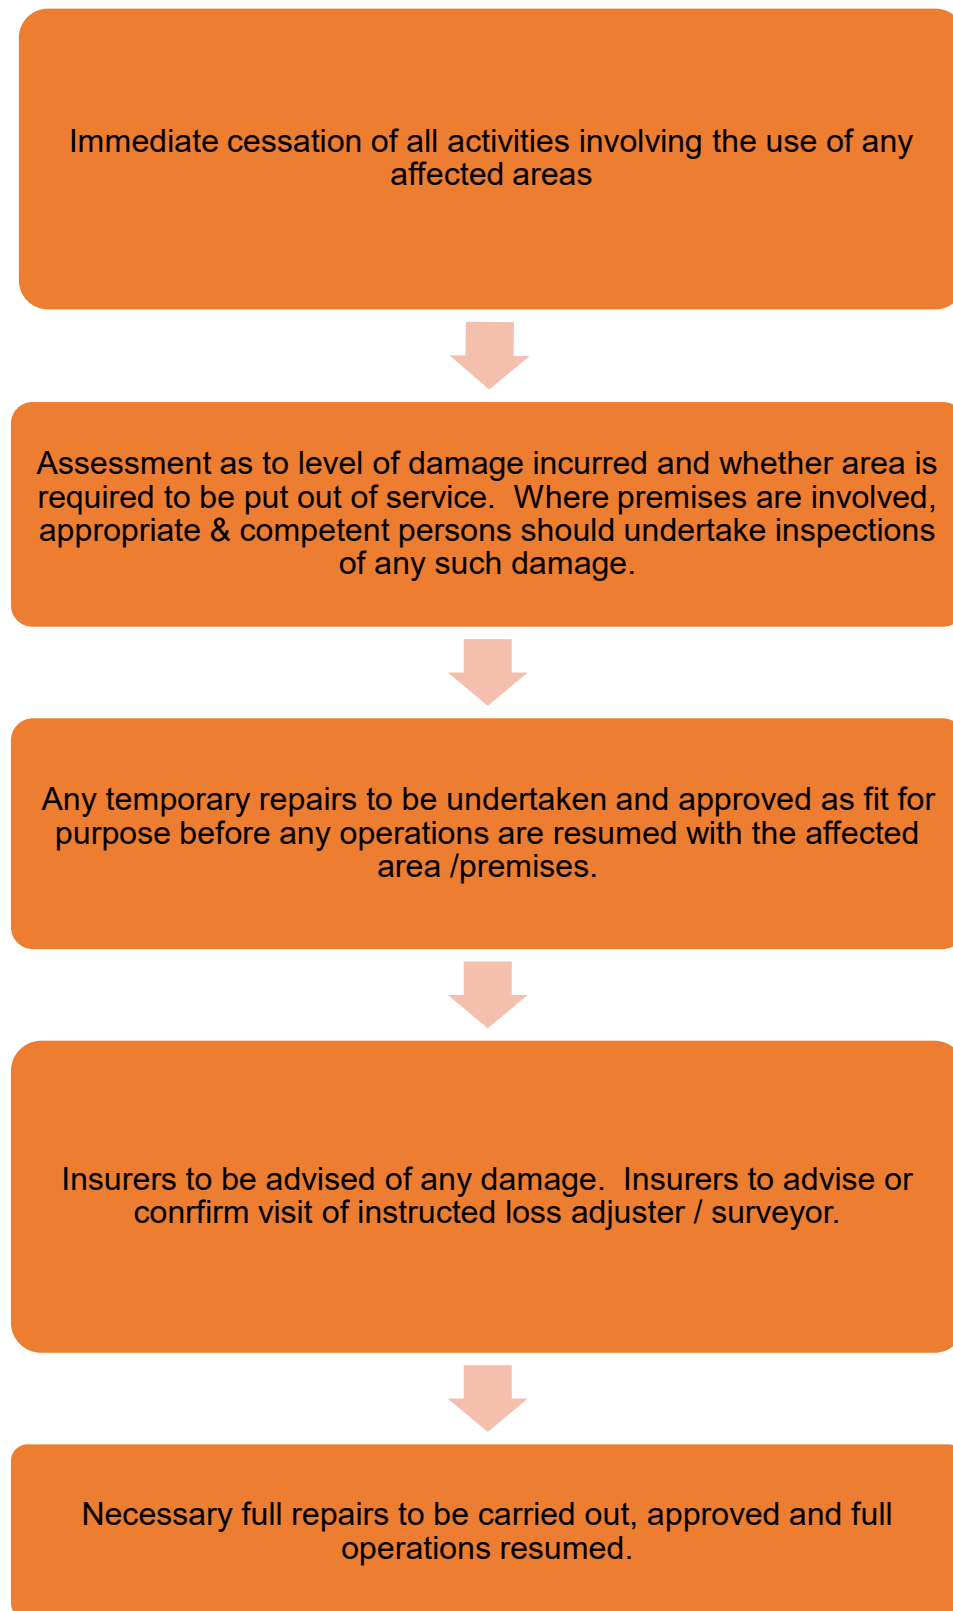 Immediate cessation of all activities involving the use of any
affected areas
Assessment as to level of damage incurred and whether area is
required to be put out of service.  Where premises are involved,
appropriate & competent persons should undertake inspections
of any such damage.
Any temporary repairs to be undertaken and approved as fit for
purpose before any operations are resumed with the affected
area /premises.
Insurers to be advised of any damage.  Insurers to advise or
conrfirm visit of instructed loss adjuster / surveyor.
Necessary full repairs to be carried out, approved and full
operations resumed.